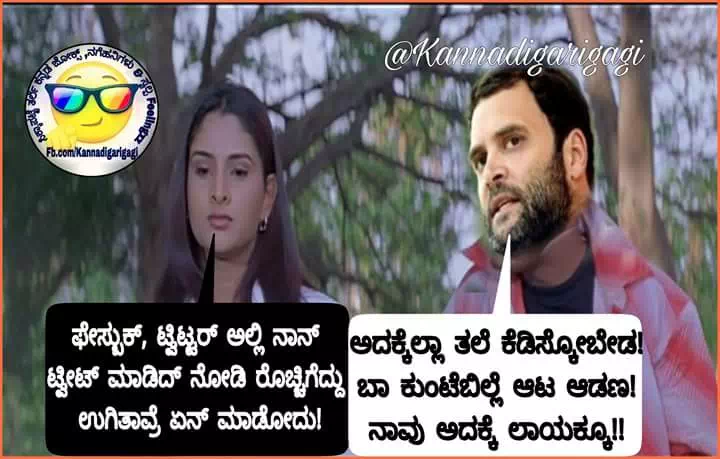 @Kannadigarigagi
Fb.com/Kannadigarigagi
ಫೇಸ್ಬುಕ್, ಟ್ವಿಟ್ಟರ್ ಅಲ್ಲಿ ನಾನ್
ಟ್ವೀಟ್ ಮಾಡಿದ್ ನೋಡಿ ರೊಚ್ಚಿಗೆದ್ದು
ಉಗಿತಾವ್ರೆ ಏನ್ ಮಾಡೋದು!
ಅದಕ್ಕೆಲ್ಲಾ ತಲೆ ಕೆಡಿಸ್ಕೋಬೇಡ!
ಬಾ ಕುಂಟೆಬಿಲ್ಲೆ ಆಟ ಆಡಣ!
ನಾವು ಅದಕ್ಕೆ ಲಾಯಕ್ಕೂ!!